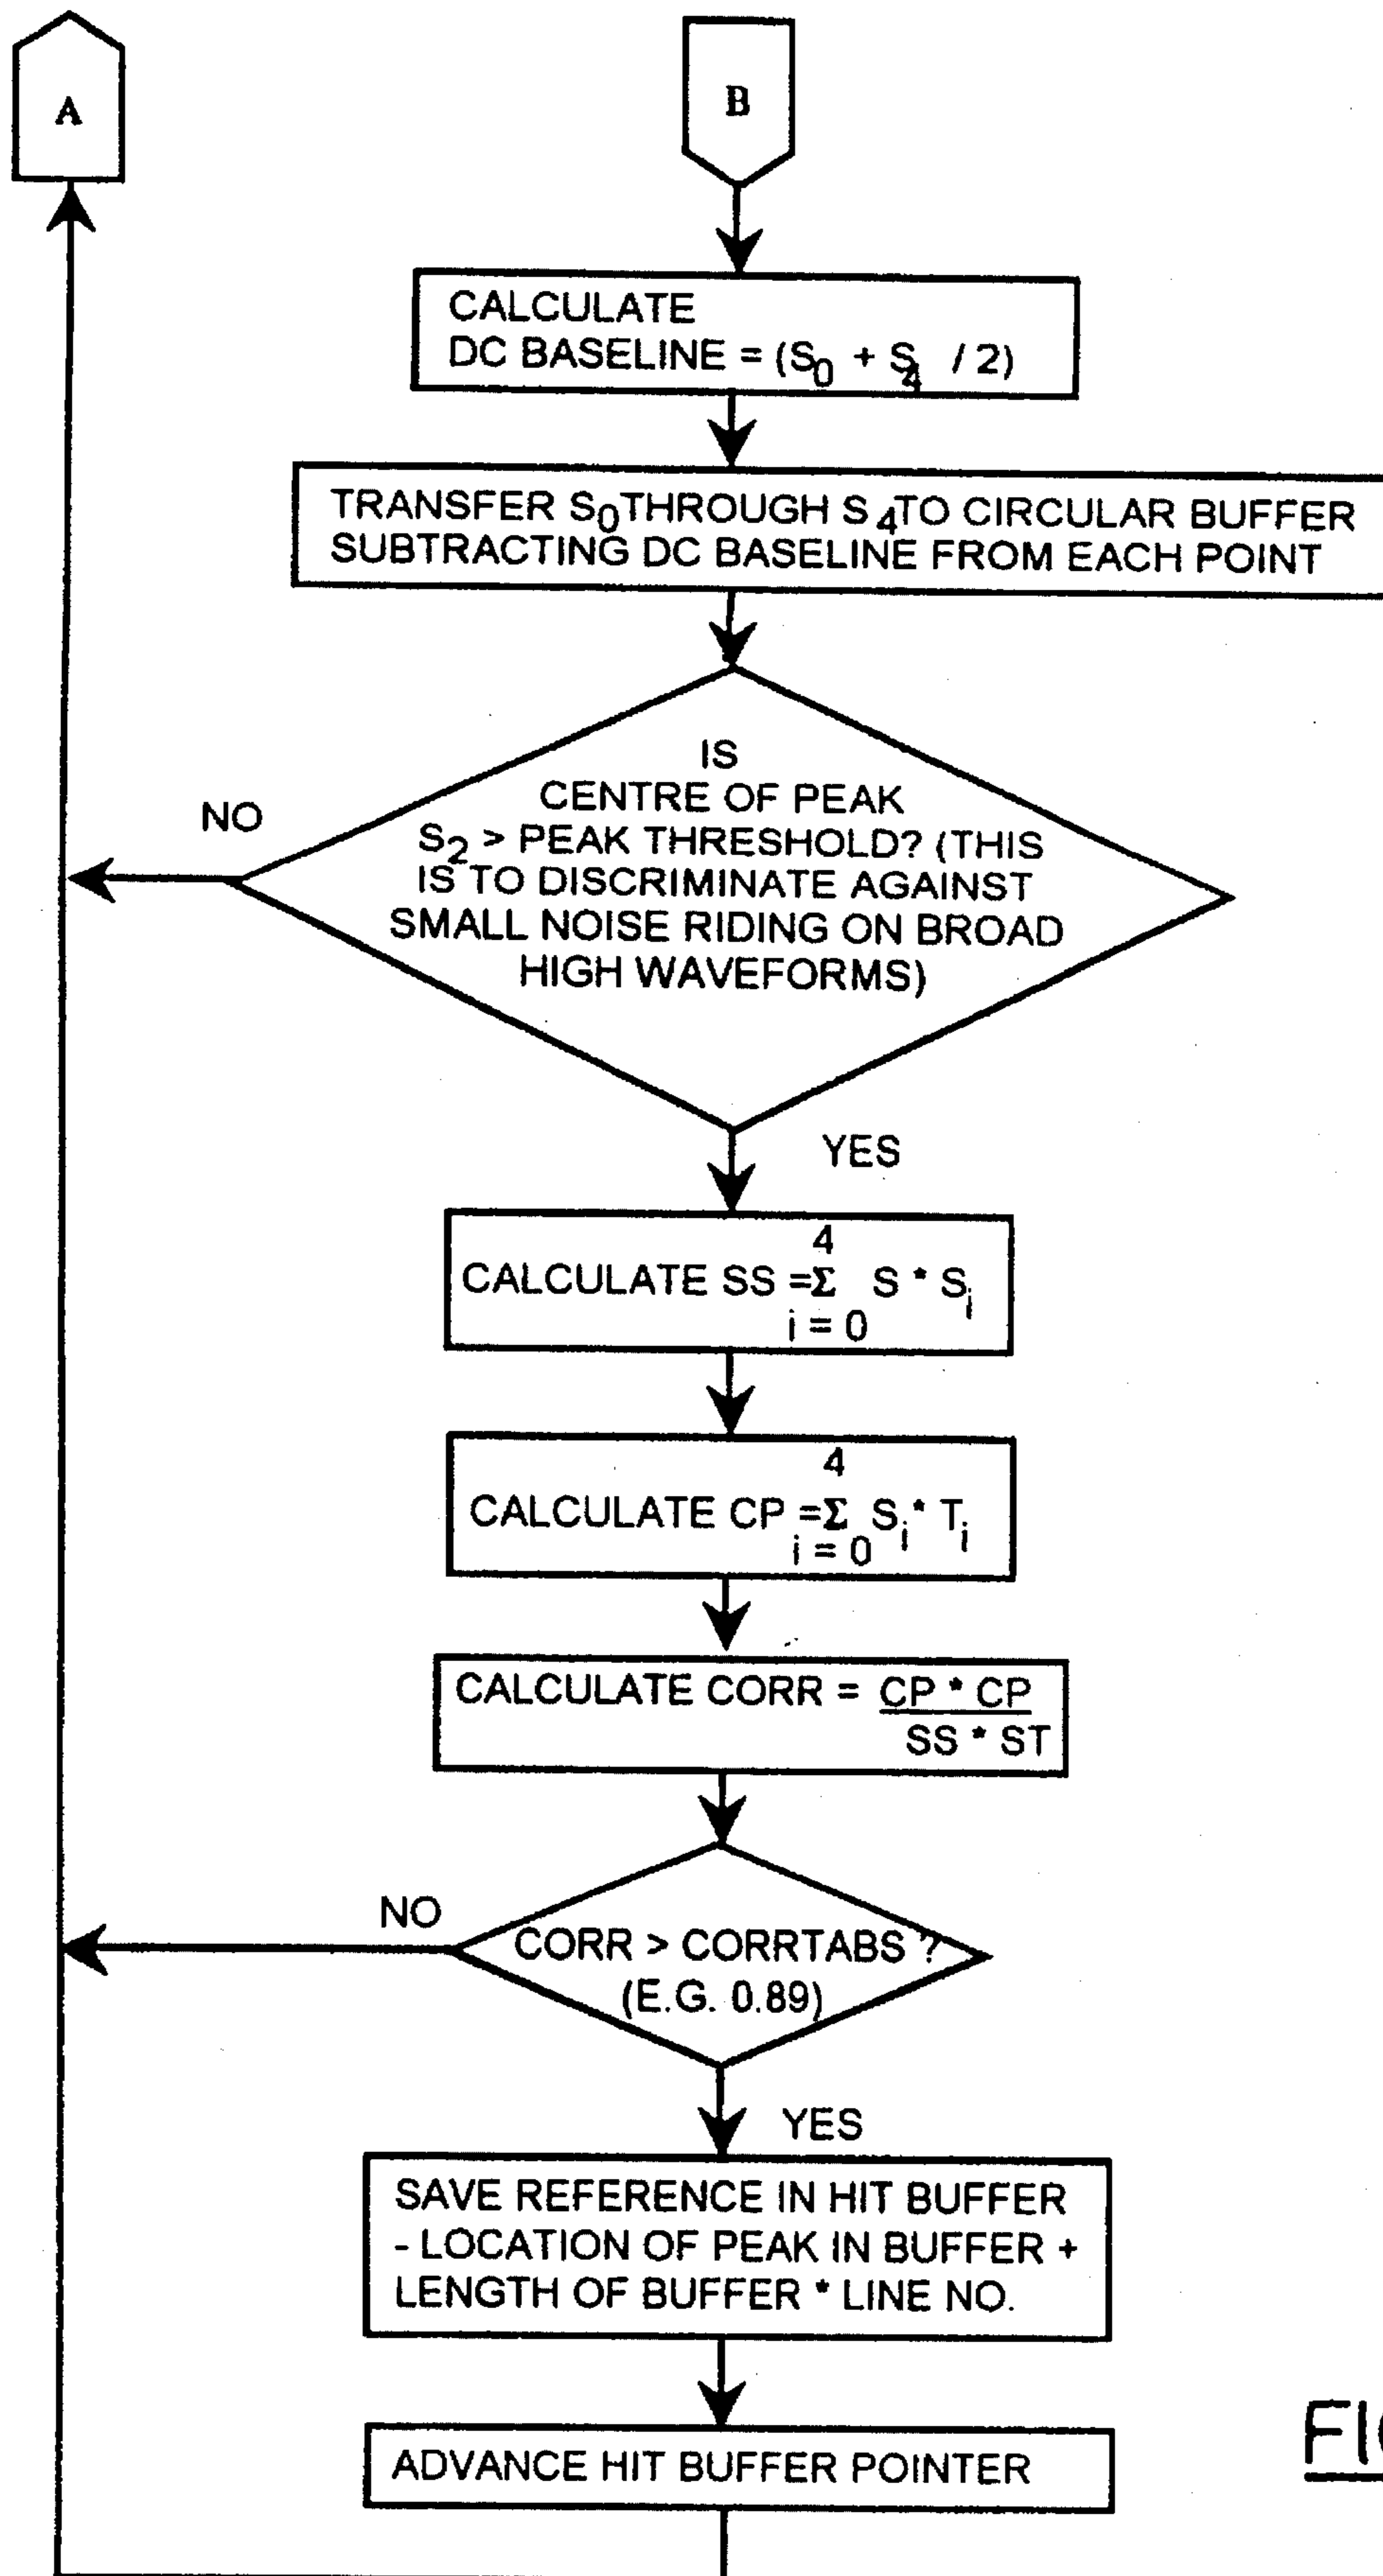 A
B
CALCULATE
DC BASELINE = (S₀ + S₄ / 2)
TRANSFER S₀ THROUGH S₄ TO CIRCULAR BUFFER
SUBTRACTING DC BASELINE FROM EACH POINT
IS
CENTRE OF PEAK
S₂ > PEAK THRESHOLD? (THIS
IS TO DISCRIMINATE AGAINST
SMALL NOISE RIDING ON BROAD
HIGH WAVEFORMS)
NO
YES
4
CALCULATE SS = Σ S * Sᵢ
i = 0
4
CALCULATE CP = Σ Sᵢ * Tᵢ
i = 0
CALCULATE CORR = CP * CP
SS * ST
NO
CORR > CORRTABS ?
(E.G. 0.89)
YES
SAVE REFERENCE IN HIT BUFFER
- LOCATION OF PEAK IN BUFFER +
LENGTH OF BUFFER * LINE NO.
ADVANCE HIT BUFFER POINTER